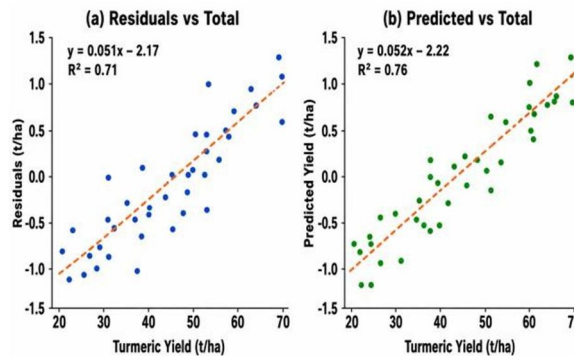 (a) Residuals vs Total
y = 0.051x – 2.17
R² = 0.71
Residuals (t/ha)
1.5
1.0
0.5
0.0
-0.5
-1.0
-1.5
20 30 40 50 60 70
Turmeric Yield (t/ha)
(b) Predicted vs Total
y = 0.052x – 2.22
R² = 0.76
Predicted Yield (t/ha)
1.5
1.0
0.5
0.0
-0.5
-1.0
-1.5
20 30 40 50 60 70
Turmeric Yield (t/ha)